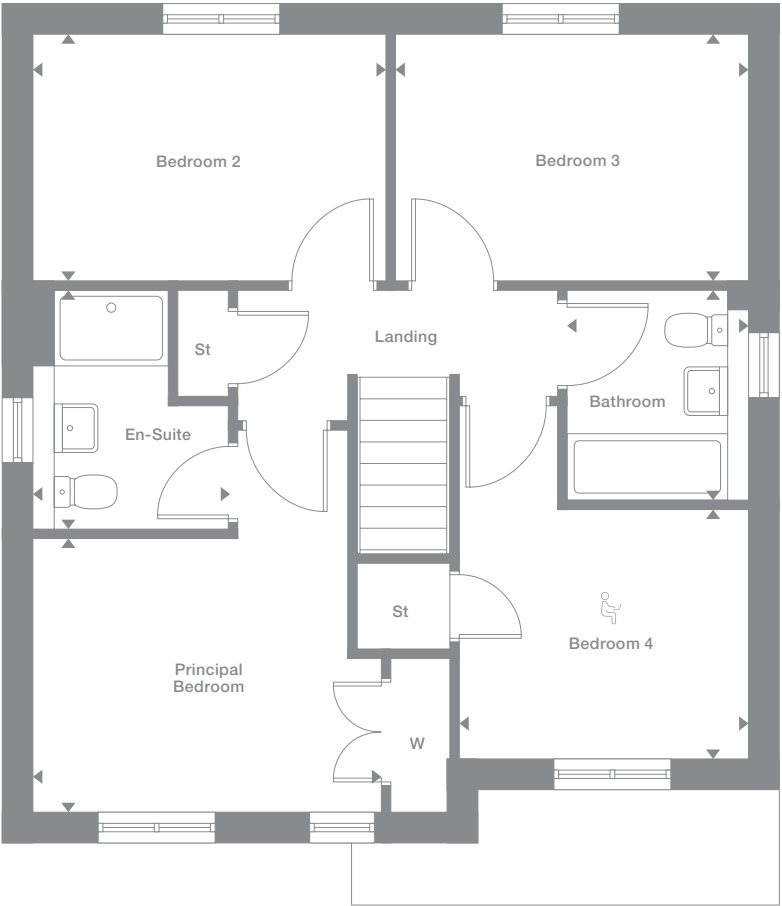 Bedroom 2
Bedroom 3
St
Landing
Bathroom
En-Suite
St
Bedroom 4
Principal
Bedroom
W